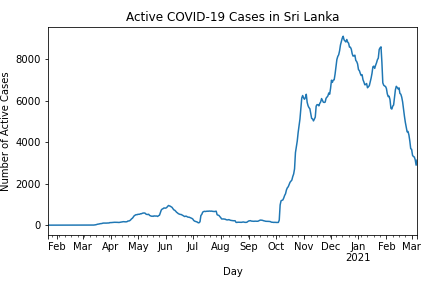 Active COVID-19 Cases in Sri Lanka
Number of Active Cases
8000
6000
4000
2000
0
Feb Mar Apr May Jun Jul Aug Sep Oct Nov Dec Jan Feb Mar
2021
Day